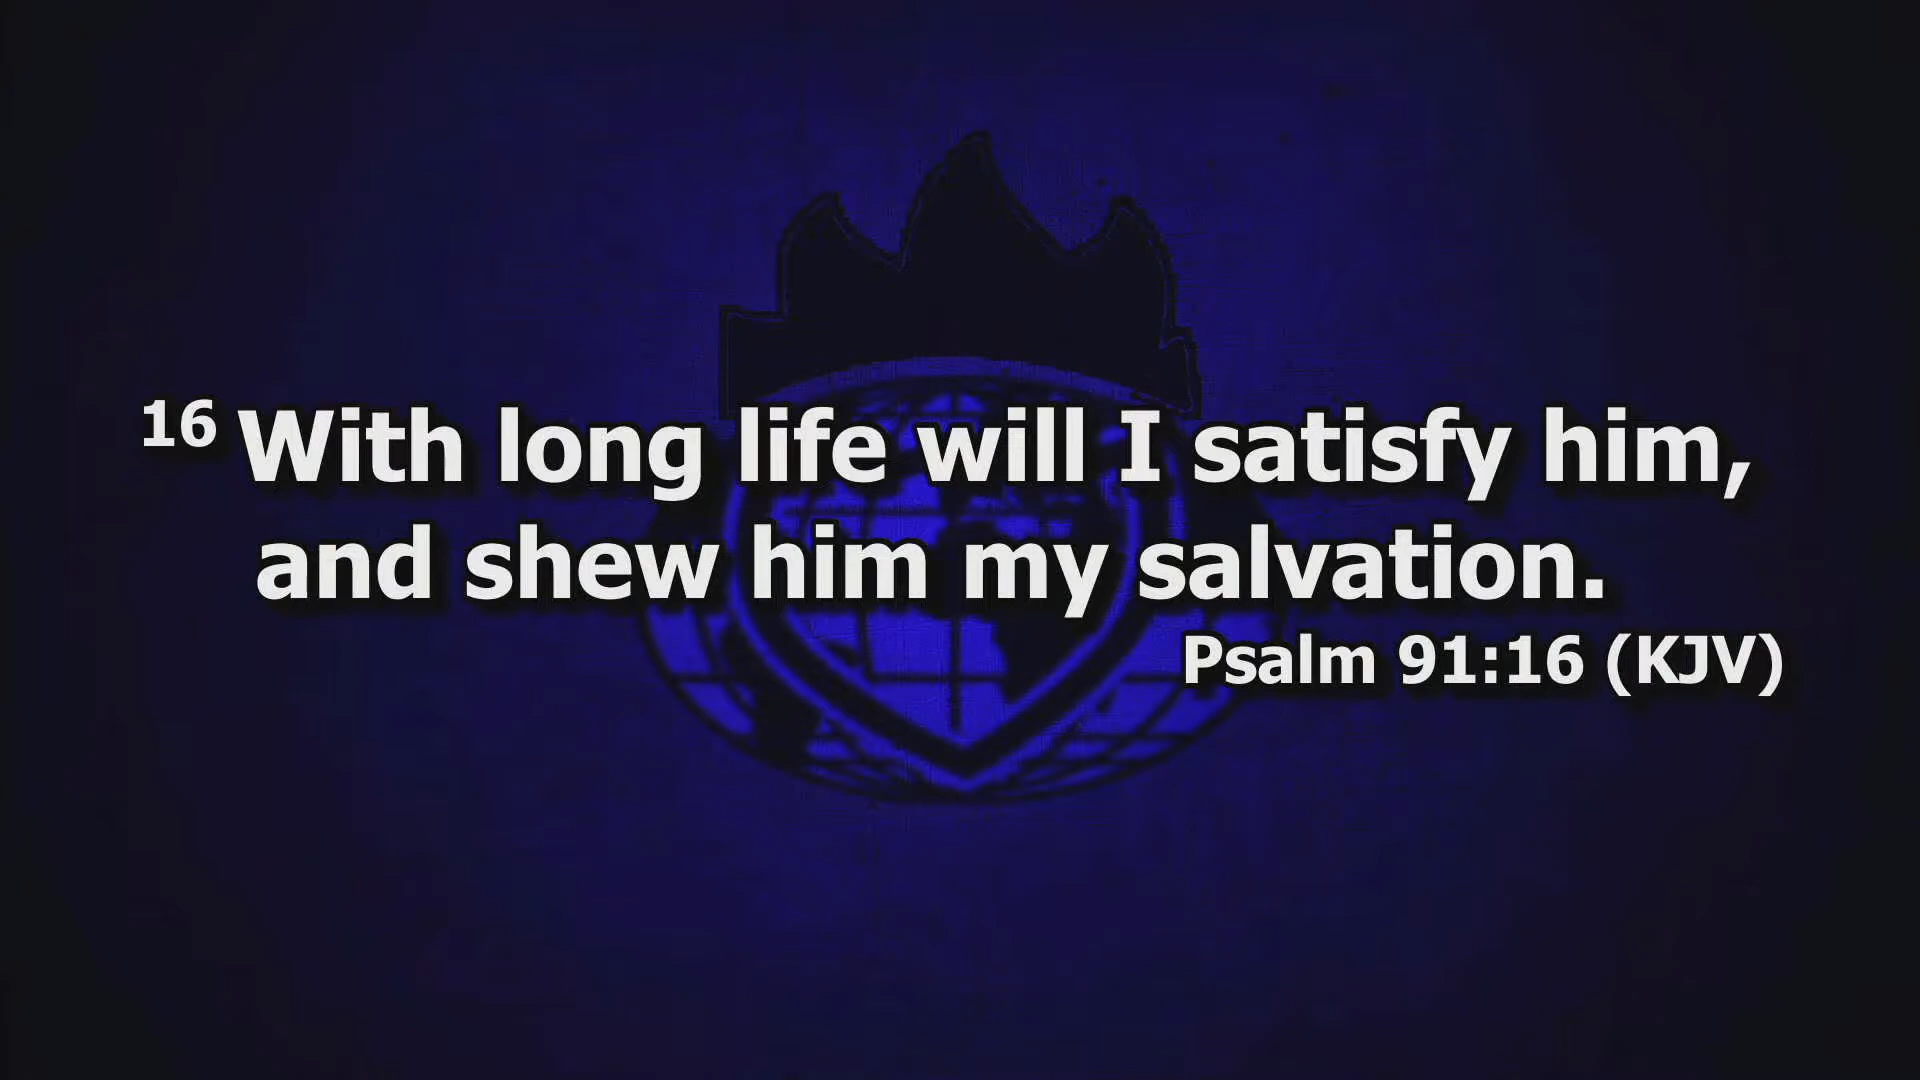 16 With long life will I satisfy him,
and shew him my salvation.
Psalm 91:16 (KJV)